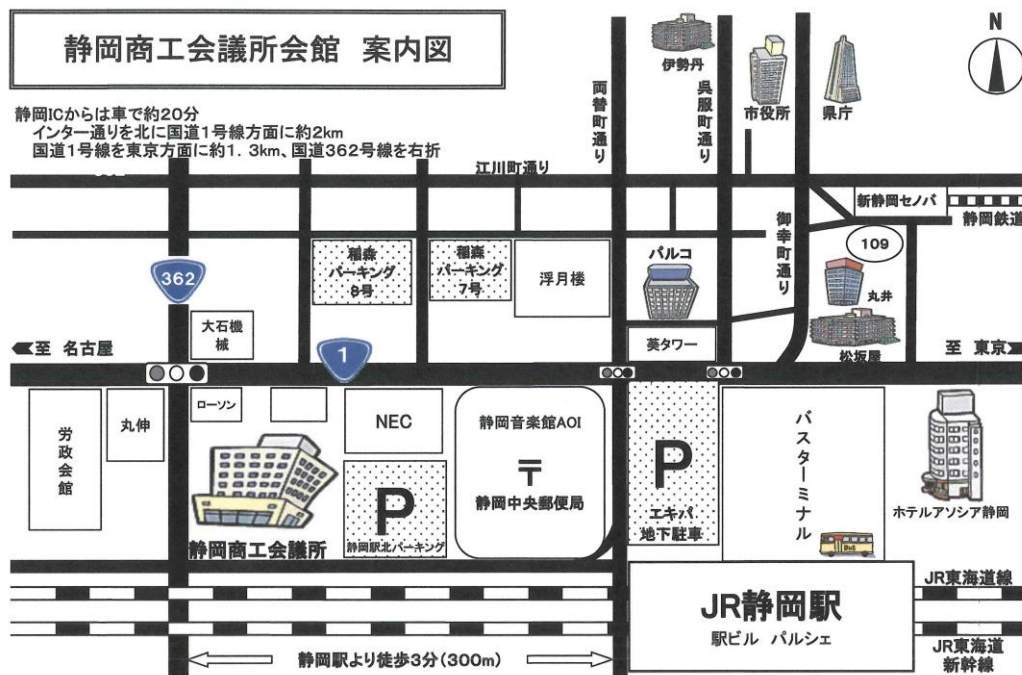 静岡商工会議所会館 案内図
N
静岡ICからは車で約20分
インター通りを北に国道1号線方面に約2km
国道1号線を東京方面に約1. 3km、国道362号線を右折
伊勢丹
市役所
県庁
両替町通り
呉服町通り
江川町通り
新静岡セノバ
静岡鉄道
御幸町通り
109
稲森
パーキング
8号
稲森
パーキング
7号
浮月楼
パルコ
丸井
362
大石機
械
1
葵タワー
松坂屋
至 名古屋
至 東京
労政会館
丸伸
ローソン
NEC
静岡音楽館AOI
〒
静岡中央郵便局
P
エキパ
地下駐車
バスターミナル
BUS
ホテルアソシア静岡
静岡商工会議所
P
静岡駅北パーキング
JR静岡駅
駅ビル パルシェ
JR東海道線
JR東海道
新幹線
静岡駅より徒歩3分(300m)